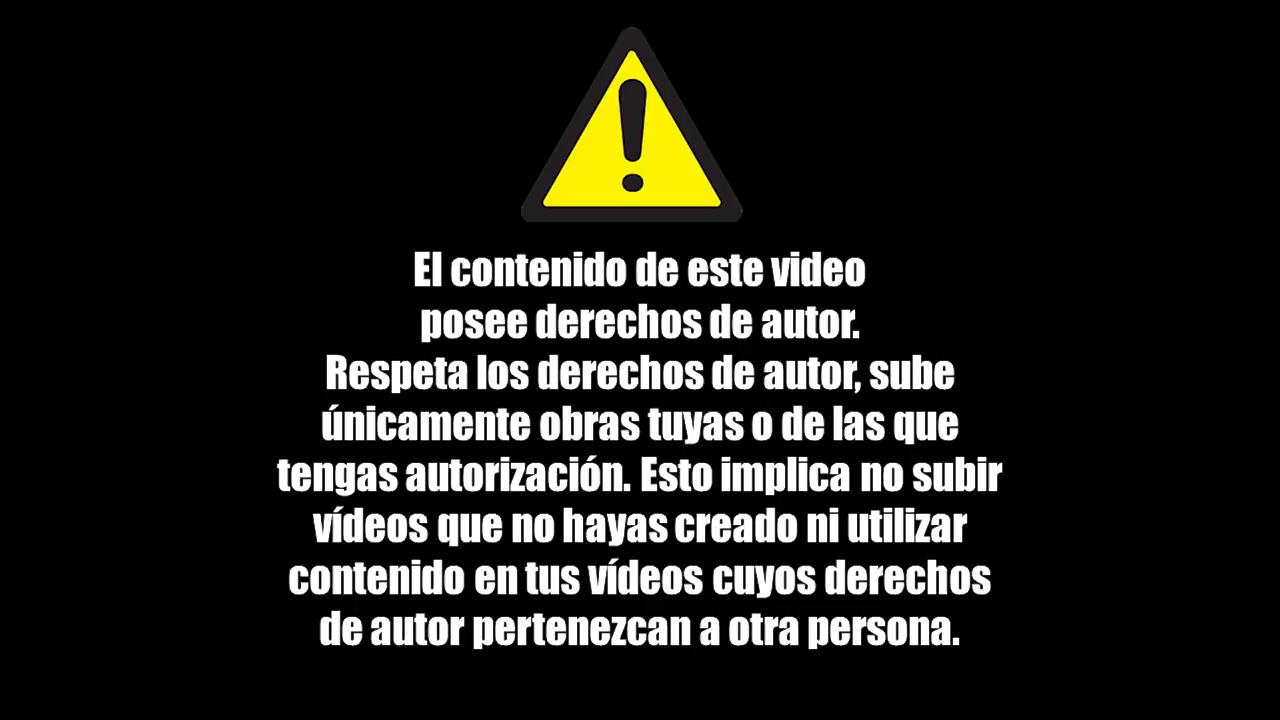 El contenido de este video
posee derechos de autor.
Respeta los derechos de autor, sube
únicamente obras tuyas o de las que
tengas autorización. Esto implica no subir
vídeos que no hayas creado ni utilizar
contenido en tus vídeos cuyos derechos
de autor pertenezcan a otra persona.